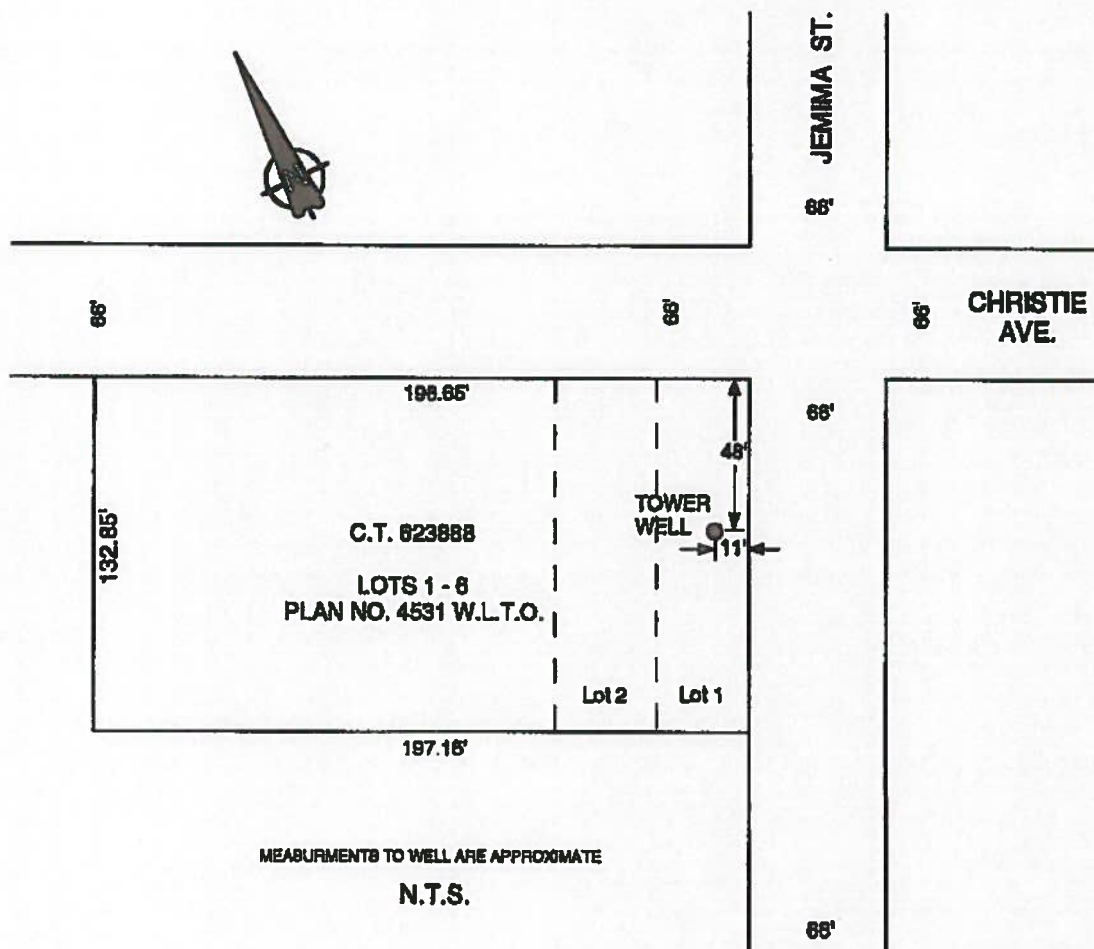 JEMIMA ST.
66'
66'
66'
66'
CHRISTIE
AVE.
196.65'
66'
48'
TOWER
WELL
11'
132.85'
C.T. 623888
LOTS 1 - 6
PLAN NO. 4531 W.L.T.O.
Lot 2
Lot 1
197.16'
MEASURMENTS TO WELL ARE APPROXIMATE
N.T.S.
66'